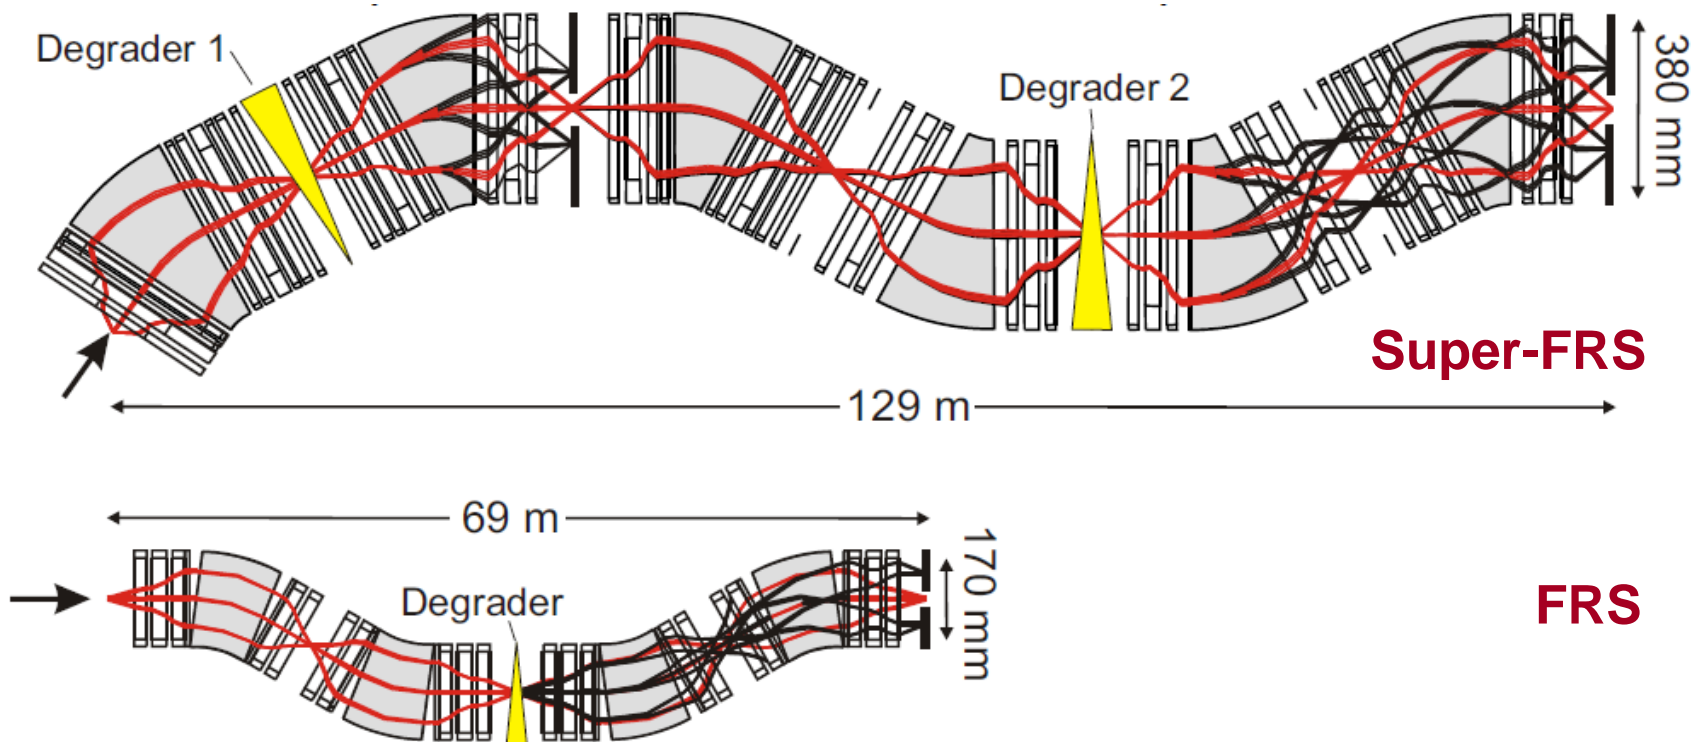 Degrader 1
Degrader 2
380 mm
Super-FRS
129 m
69 m
170 mm
Degrader
FRS